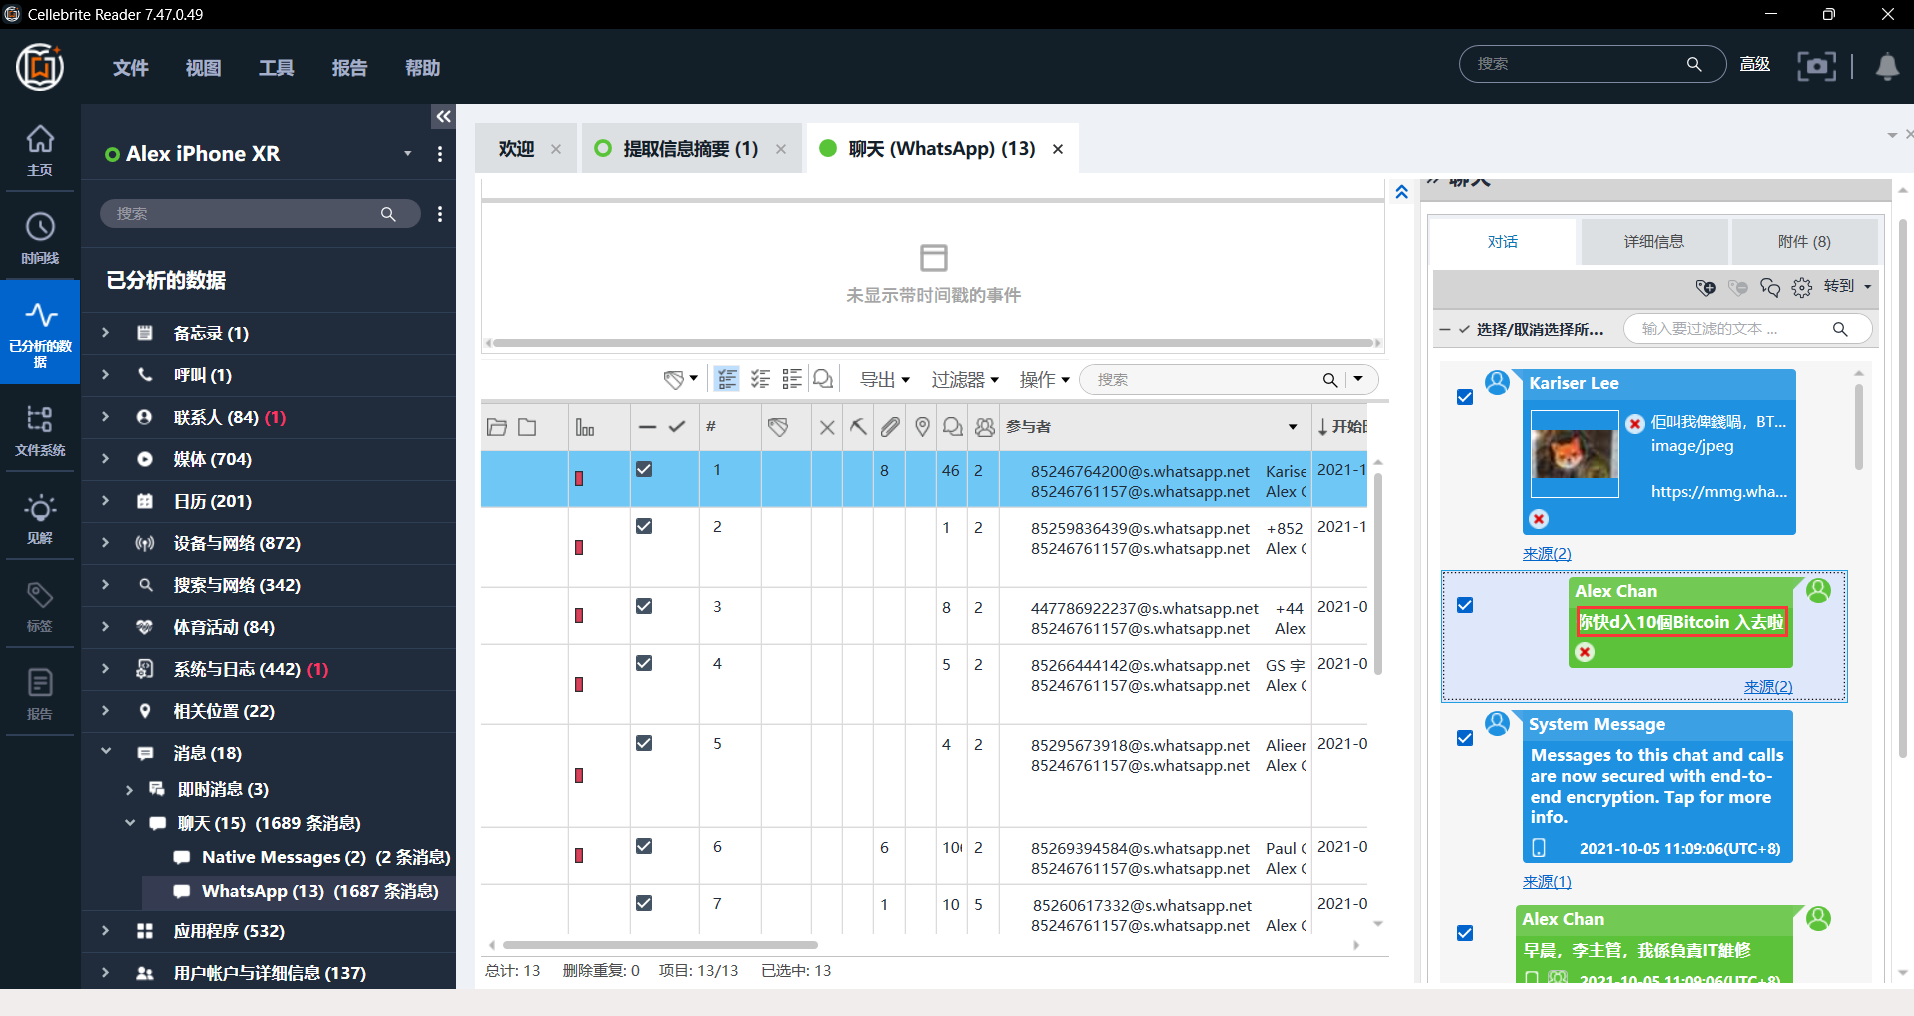 Cellebrite Reader 7.47.0.49
文件 视图 工具 报告 帮助
搜索
高级
主页
时间线
已分析的数据
文件系统
见解
标签
报告
Alex iPhone XR
搜索
已分析的数据
备忘录 (1)
呼叫 (1)
联系人 (84) (1)
媒体 (704)
日历 (201)
设备与网络 (872)
搜索与网络 (342)
体育活动 (84)
系统与日志 (442) (1)
相关位置 (22)
消息 (18)
即时消息 (3)
聊天 (15) (1689 条消息)
Native Messages (2) (2 条消息)
WhatsApp (13) (1687 条消息)
应用程序 (532)
用户帐户与详细信息 (137)
欢迎
提取信息摘要 (1)
聊天 (WhatsApp) (13)
未显示带时间戳的事件
导出 过滤器 操作 搜索
# 参与者 开始
1 8 46 2 85246764200@s.whatsapp.net Karise 2021-1
85246761157@s.whatsapp.net Alex C
2 1 2 85259836439@s.whatsapp.net +852 2021-1
85246761157@s.whatsapp.net Alex C
3 8 2 447786922237@s.whatsapp.net +44 2021-0
85246761157@s.whatsapp.net Alex
4 5 2 85266444142@s.whatsapp.net GS 宇 2021-0
85246761157@s.whatsapp.net Alex C
5 4 2 85295673918@s.whatsapp.net Alieer 2021-0
85246761157@s.whatsapp.net Alex C
6 6 10 2 85269394584@s.whatsapp.net Paul C 2021-0
85246761157@s.whatsapp.net Alex C
7 1 10 5 85260617332@s.whatsapp.net 2021-0
85246761157@s.whatsapp.net Alex C
总计: 13 删除重复: 0 项目: 13/13 已选中: 13
聊天
对话 详细信息 附件 (8)
转到
选择/取消选择所... 输入要过滤的文本 ...
Kariser Lee
佢叫我俾錢喎，BT...
image/jpeg
https://mmg.wha...
来源(2)
Alex Chan
你快d入10個Bitcoin 入去啦
来源(2)
System Message
Messages to this chat and calls
are now secured with end-to-
end encryption. Tap for more
info.
2021-10-05 11:09:06(UTC+8)
来源(1)
Alex Chan
早晨，李主管，我係負責IT維修
2021-10-05 11:09:06(UTC+8)